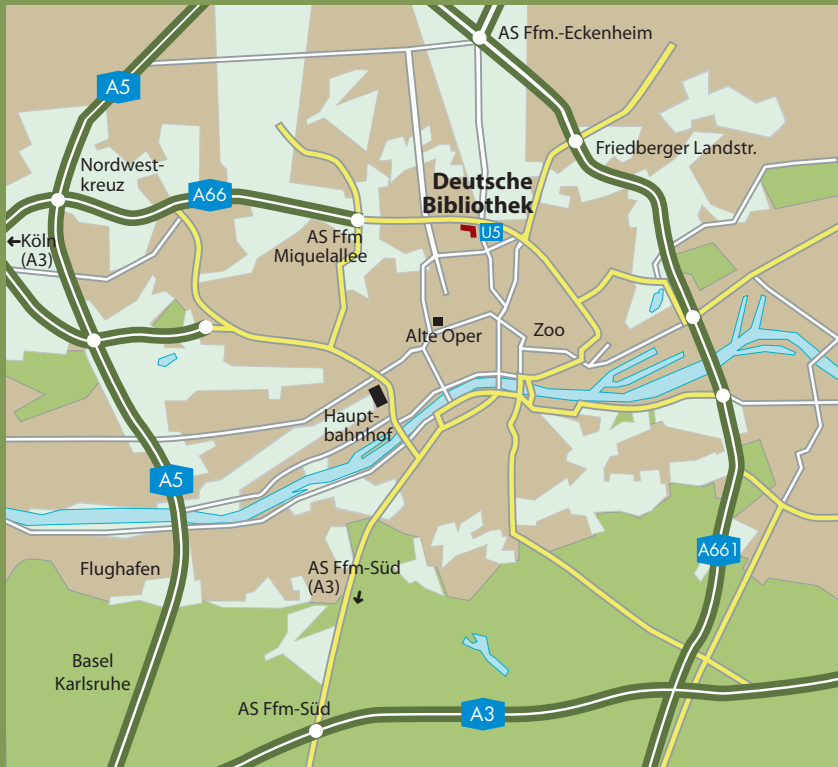 AS Ffm.-Eckenheim
A5
Friedberger Landstr.
Nordwest-
kreuz
A66
Deutsche
Bibliothek
U5
←Köln
(A3)
AS Ffm
Miquelallee
Alte Oper
Zoo
Haupt-
bahnhof
A5
A661
Flughafen
AS Ffm-Süd
(A3)
Basel
Karlsruhe
AS Ffm-Süd
A3